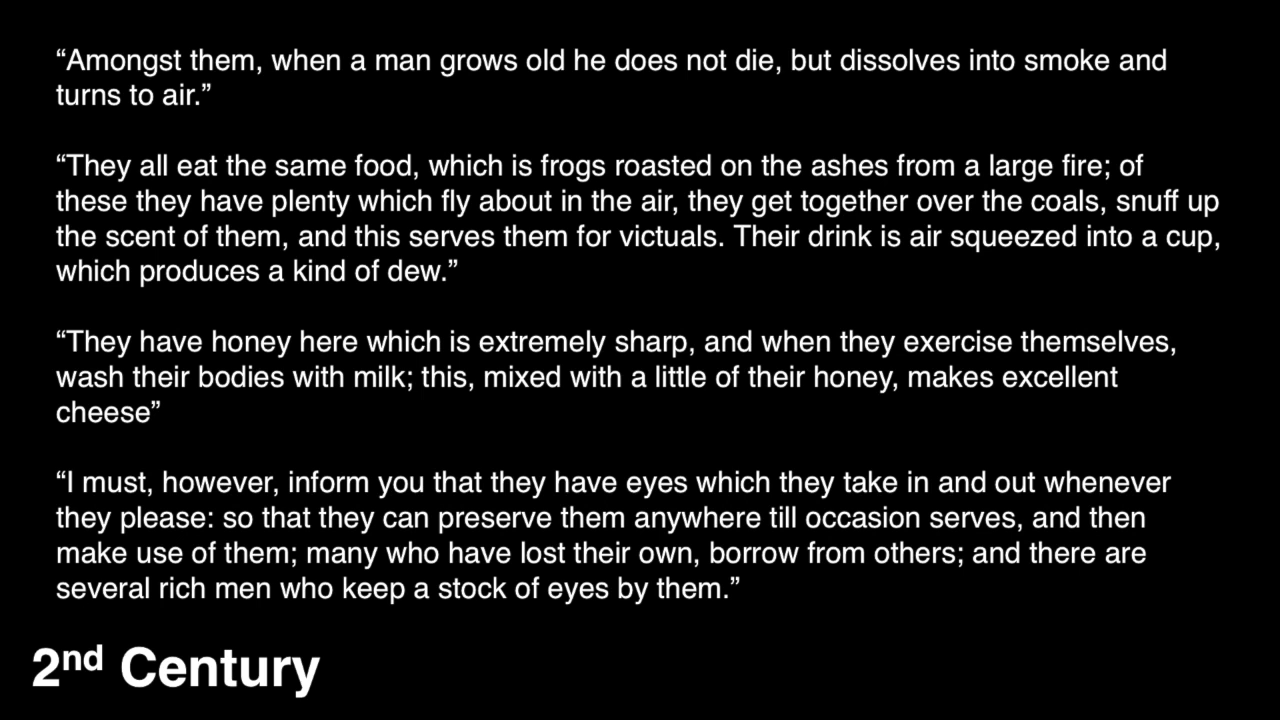 “Amongst them, when a man grows old he does not die, but dissolves into smoke and
turns to air.”
“They all eat the same food, which is frogs roasted on the ashes from a large fire; of
these they have plenty which fly about in the air, they get together over the coals, snuff up
the scent of them, and this serves them for victuals. Their drink is air squeezed into a cup,
which produces a kind of dew.”
“They have honey here which is extremely sharp, and when they exercise themselves,
wash their bodies with milk; this, mixed with a little of their honey, makes excellent
cheese”
“I must, however, inform you that they have eyes which they take in and out whenever
they please: so that they can preserve them anywhere till occasion serves, and then
make use of them; many who have lost their own, borrow from others; and there are
several rich men who keep a stock of eyes by them.”
2nd Century